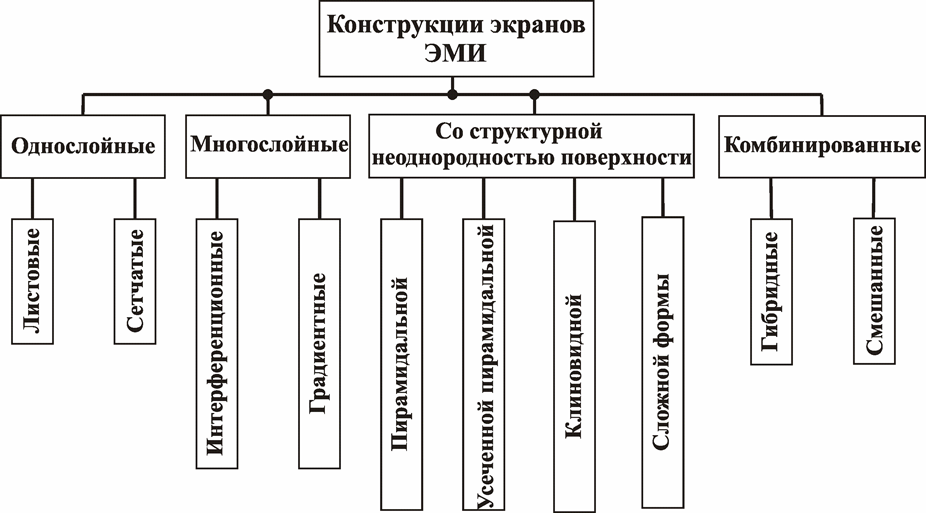 Конструкции экранов
ЭМИ
Однослойные
Многослойные
Со структурной
неоднородностью поверхности
Комбинированные
Листовые
Сетчатые
Интерференционные
Градиентные
Пирамидальной
Усеченной пирамидальной
Клиновидной
Сложной формы
Гибридные
Смешанные